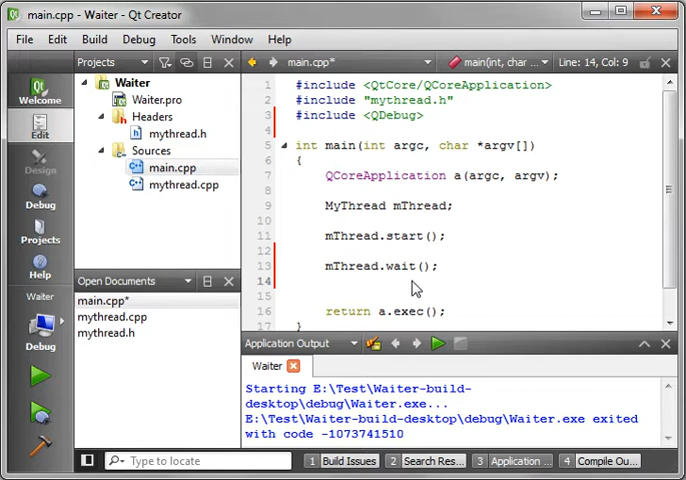 main.cpp - Waiter - Qt Creator
File Edit Build Debug Tools Window Help
Projects
main.cpp*
main(int, char ...
Line: 14, Col: 9
Welcome
Edit
Design
Debug
Projects
Help
Waiter
Debug
Waiter
Waiter.pro
Headers
mythread.h
Sources
main.cpp
mythread.cpp
Open Documents
main.cpp*
mythread.cpp
mythread.h
1 #include <QtCore/QCoreApplication>
2 #include "mythread.h"
3 #include <QDebug>
4
5 int main(int argc, char *argv[])
6 {
7 QCoreApplication a(argc, argv);
8
9 MyThread mThread;
10
11 mThread.start();
12
13 mThread.wait();
14
15
16 return a.exec();
17 }
Application Output
Waiter
Starting E:\Test\Waiter-build-
desktop\debug\Waiter.exe...
E:\Test\Waiter-build-
desktop\debug\Waiter.exe exited
with code -1073741510
Type to locate
1 Build Issues
2 Search Res...
3 Application ...
4 Compile Ou...